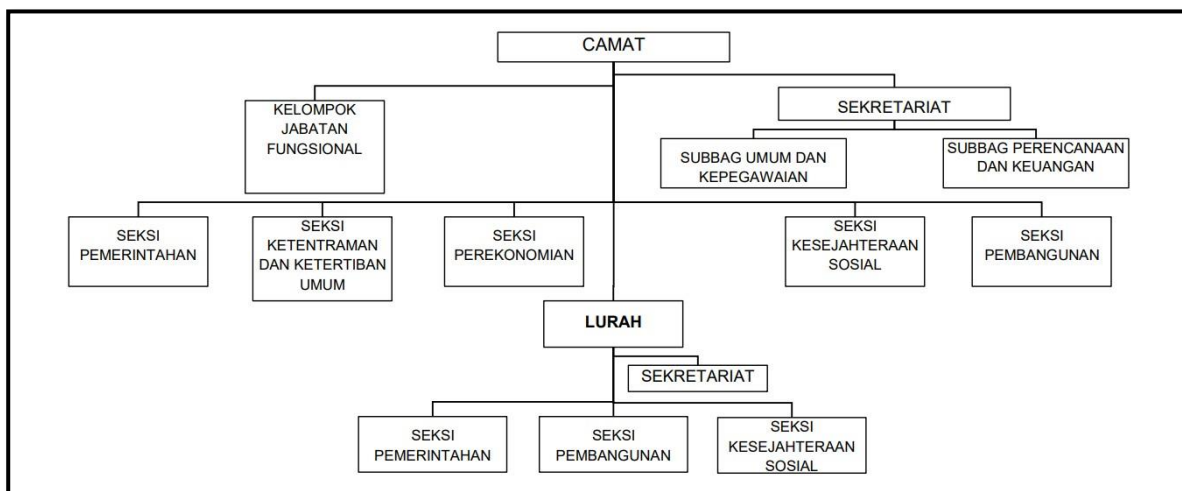 CAMAT
KELOMPOK
JABATAN
FUNGSIONAL
SEKRETARIAT
SUBBAG UMUM DAN
KEPEGAWAIAN
SUBBAG PERENCANAAN
DAN KEUANGAN
SEKSI
PEMERINTAHAN
SEKSI
KETENTRAMAN
DAN KETERTIBAN
UMUM
SEKSI
PEREKONOMIAN
SEKSI
KESEJAHTERAAN
SOSIAL
SEKSI
PEMBANGUNAN
LURAH
SEKRETARIAT
SEKSI
PEMERINTAHAN
SEKSI
PEMBANGUNAN
SEKSI
KESEJAHTERAAN
SOSIAL